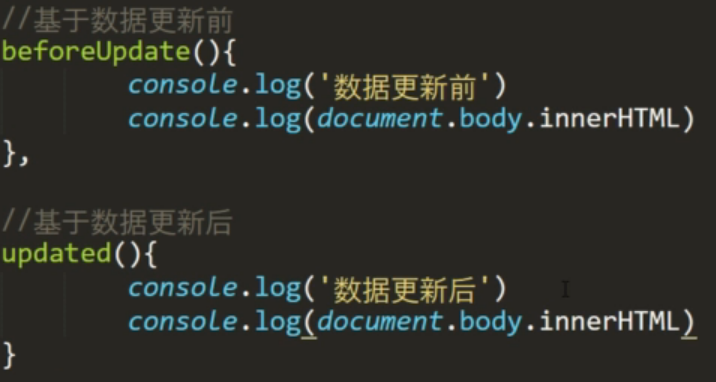 //基于数据更新前
beforeUpdate(){
console.log('数据更新前')
console.log(document.body.innerHTML)
},
//基于数据更新后
updated(){
console.log('数据更新后')
console.log(document.body.innerHTML)
}